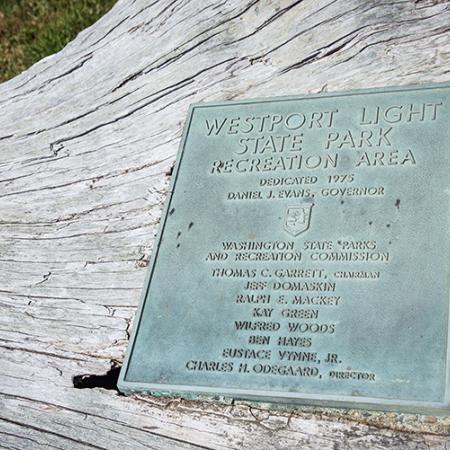 WESTPORT LIGHT
STATE PARK
RECREATION AREA
DEDICATED 1975
DANIEL J. EVANS, GOVERNOR
WASHINGTON STATE PARKS
AND RECREATION COMMISSION
THOMAS C. GARRETT, CHAIRMAN
JEFF DOMASKIN
RALPH E. MACKEY
KAY GREEN
WILFRED WOODS
BEN HAYES
EUSTACE VYNNE, JR.
CHARLES H. ODEGAARD, DIRECTOR